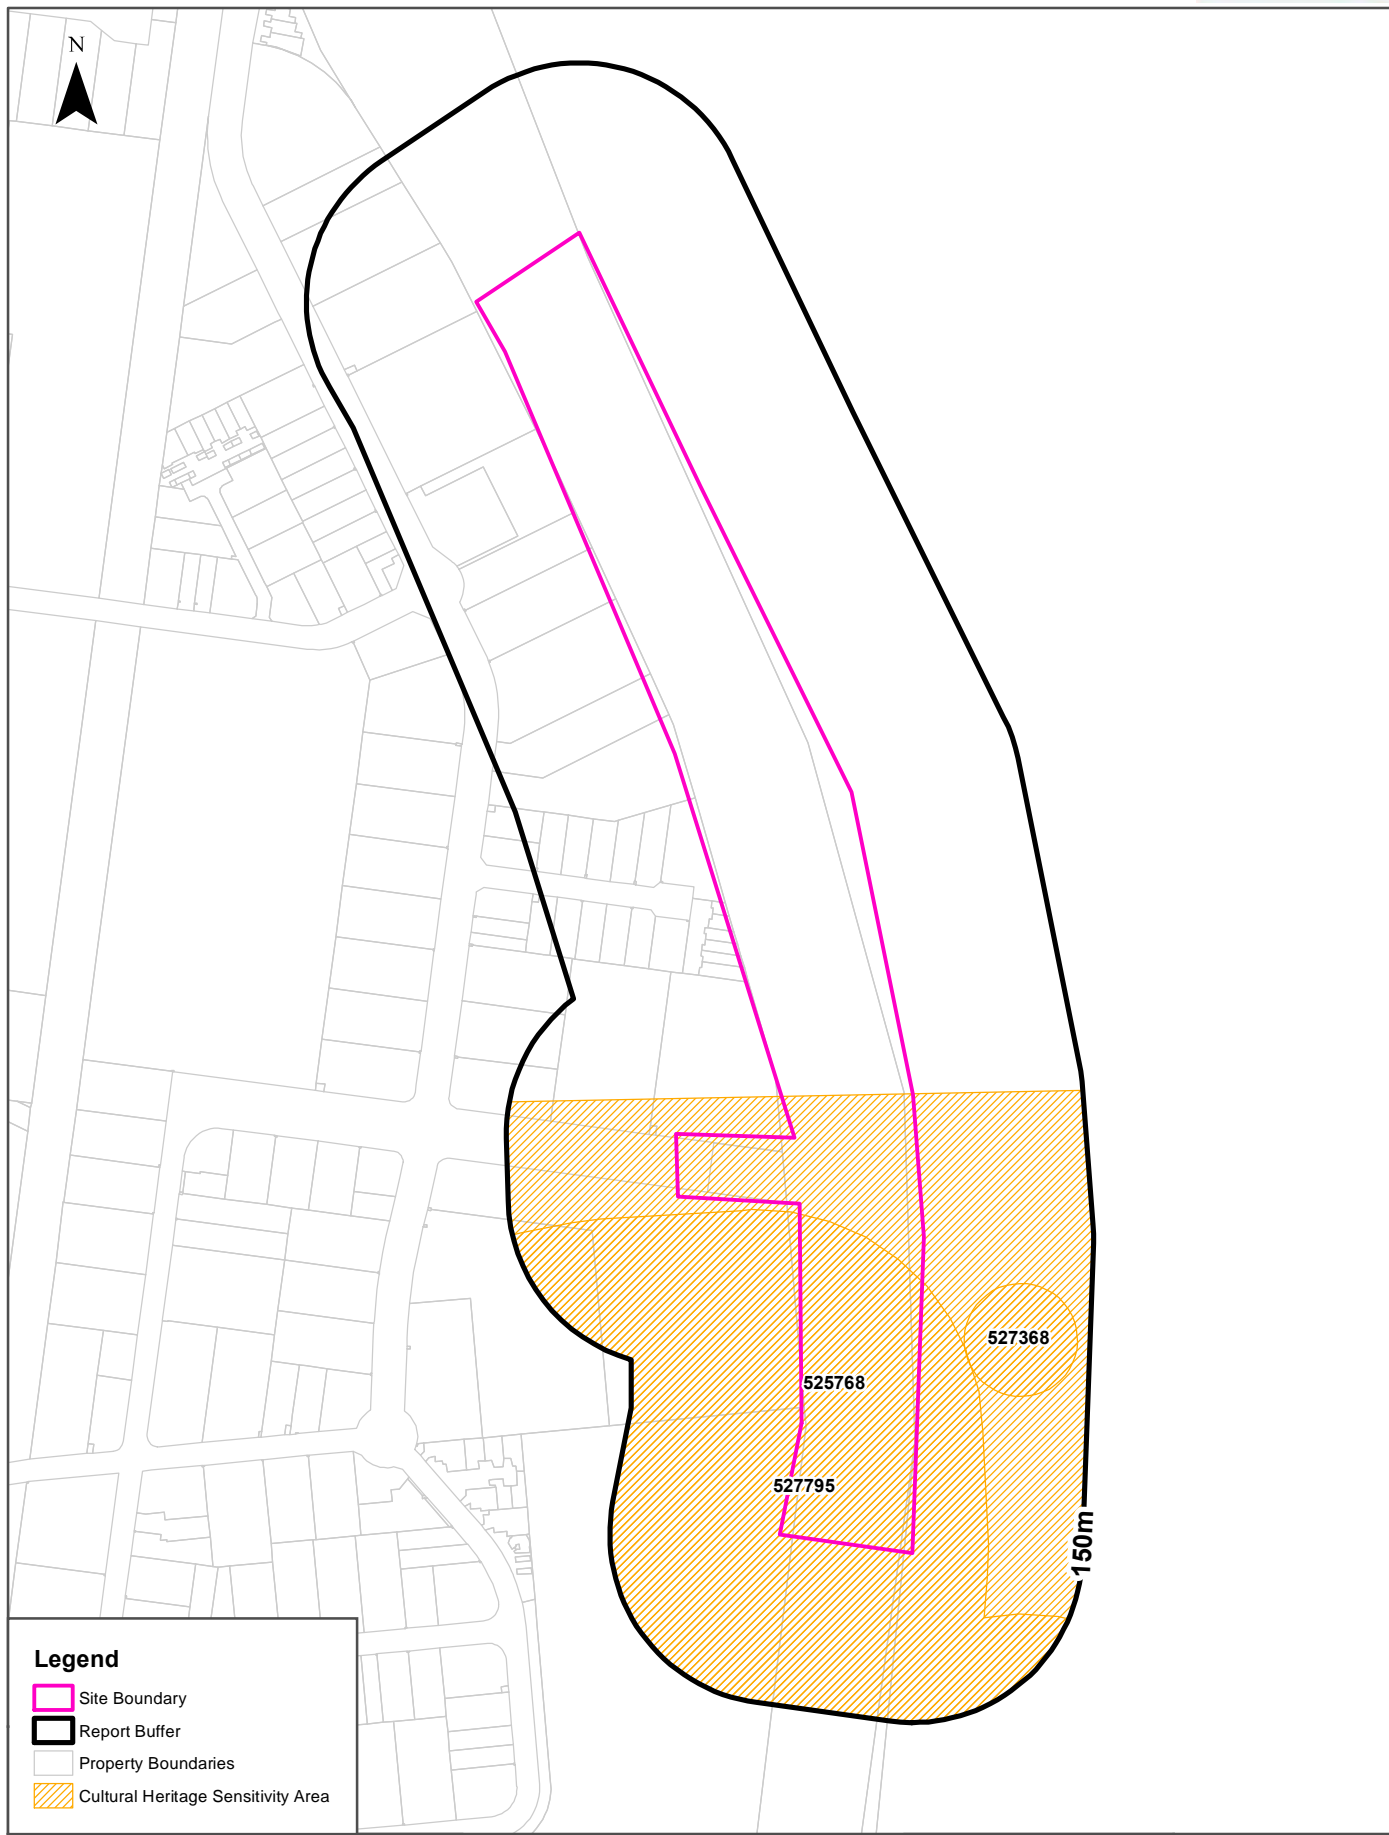 N
527368
525768
527795
150m
Legend
Site Boundary
Report Buffer
Property Boundaries
Cultural Heritage Sensitivity Area